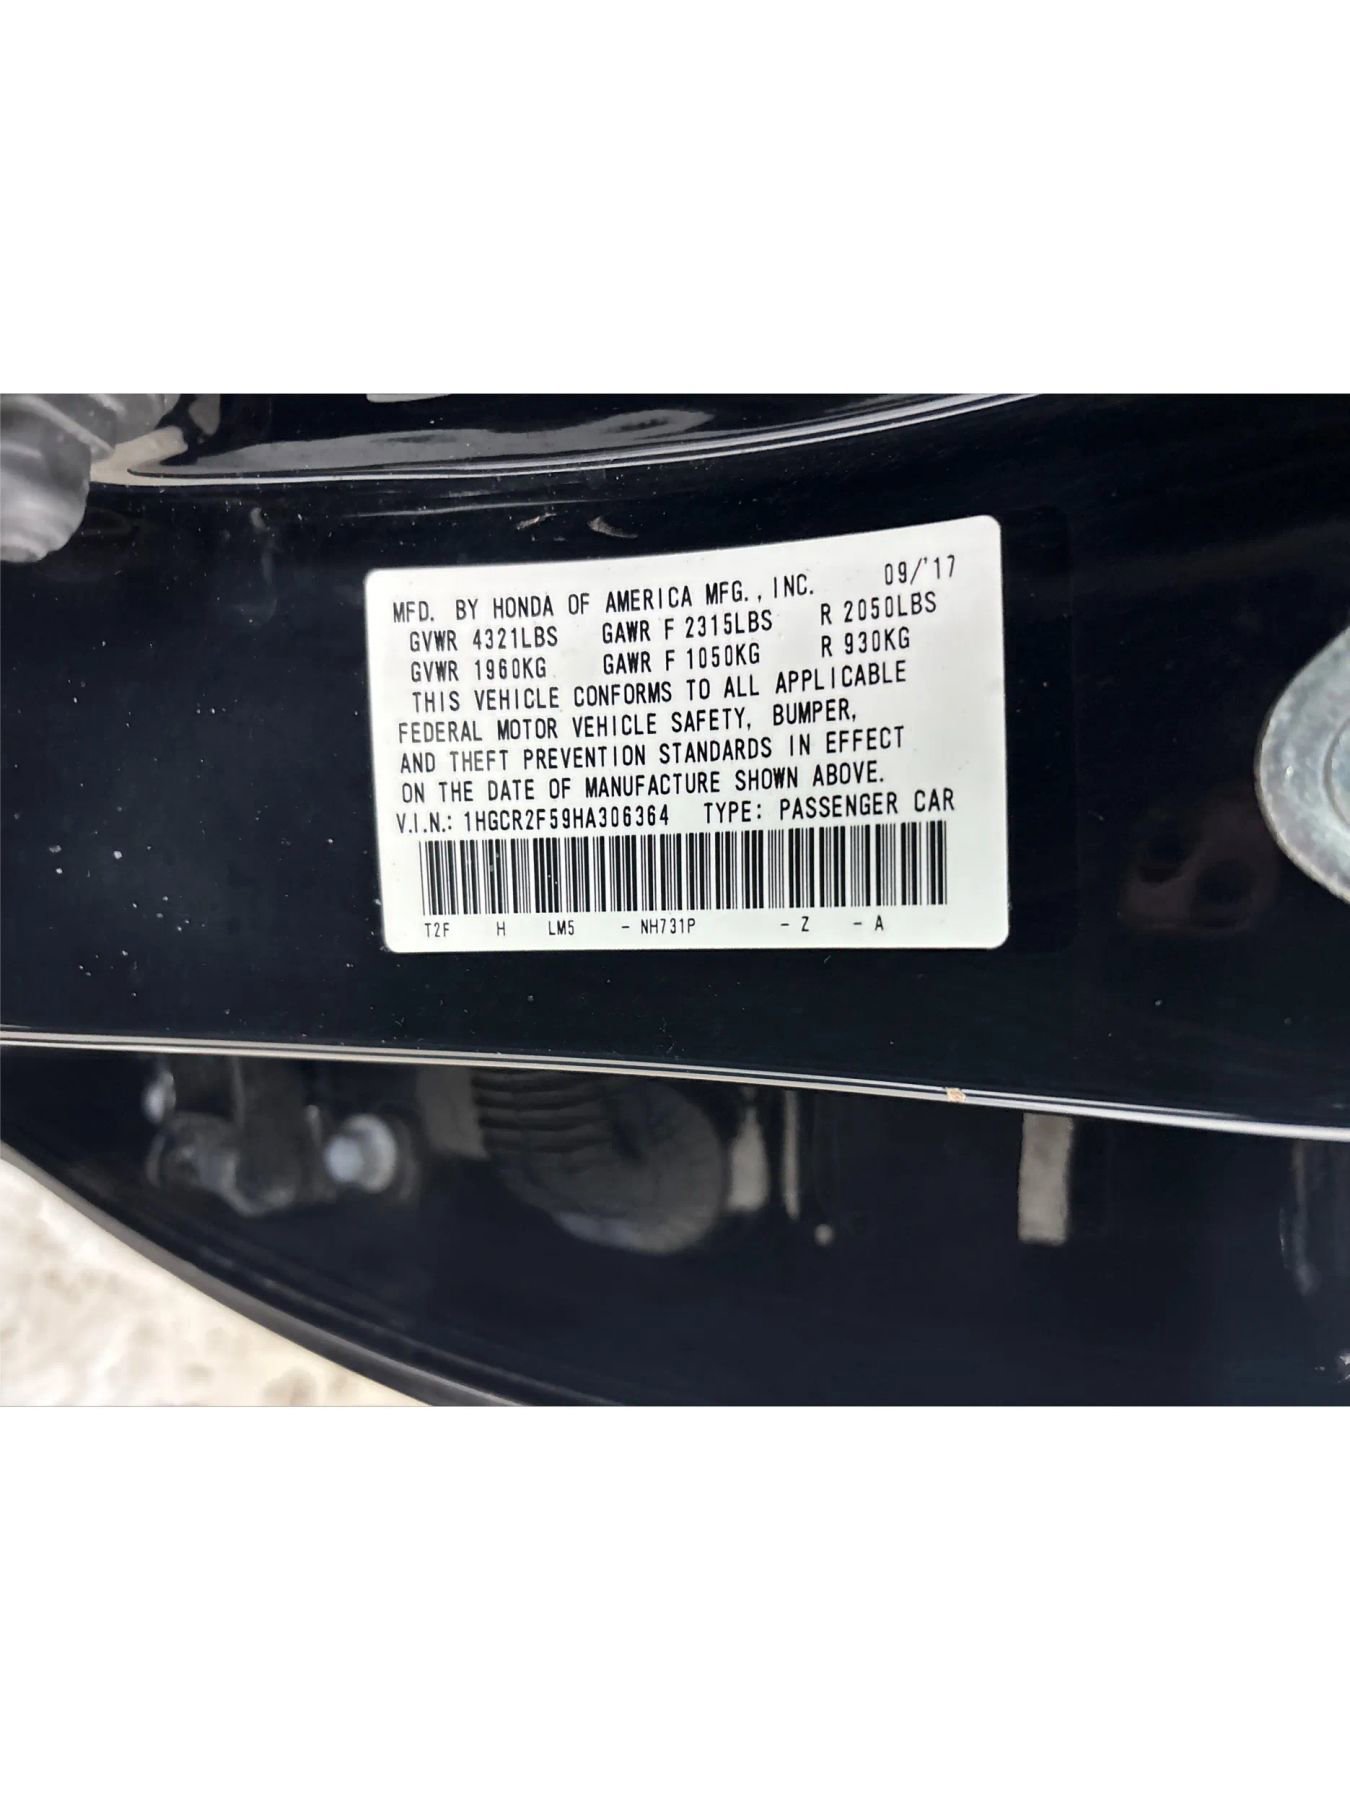 MFD. BY HONDA OF AMERICA MFG., INC. 09/'17
GVWR 4321LBS GAWR F 2315LBS R 2050LBS
GVWR 1960KG GAWR F 1050KG R 930KG
THIS VEHICLE CONFORMS TO ALL APPLICABLE
FEDERAL MOTOR VEHICLE SAFETY, BUMPER,
AND THEFT PREVENTION STANDARDS IN EFFECT
ON THE DATE OF MANUFACTURE SHOWN ABOVE.
V.I.N.: 1HGCR2F59HA306364 TYPE: PASSENGER CAR
T2F H LM5 - NH731P - Z - A